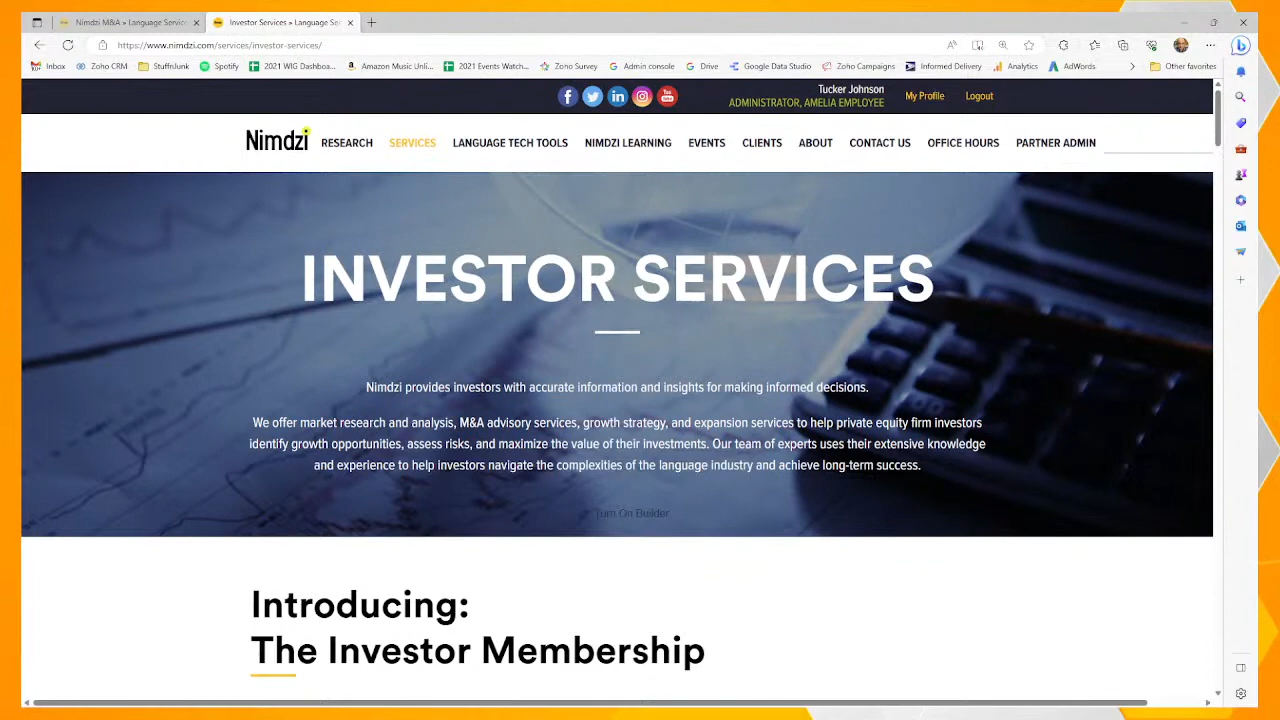 Nimdzi M&A » Language Service
Investor Services » Language Ser
https://www.nimdzi.com/services/investor-services/
Inbox
Zoho CRM
StuffnJunk
Spotify
2021 WIG Dashboa...
Amazon Music Unli...
2021 Events Watch...
Zoho Survey
Admin console
Drive
Google Data Studio
Zoho Campaigns
Informed Delivery
Analytics
AdWords
Other favorites
Tucker Johnson
ADMINISTRATOR, AMELIA EMPLOYEE
My Profile
Logout
Nimdzi
RESEARCH
SERVICES
LANGUAGE TECH TOOLS
NIMDZI LEARNING
EVENTS
CLIENTS
ABOUT
CONTACT US
OFFICE HOURS
PARTNER ADMIN
INVESTOR SERVICES
Nimdzi provides investors with accurate information and insights for making informed decisions.
We offer market research and analysis, M&A advisory services, growth strategy, and expansion services to help private equity firm investors
identify growth opportunities, assess risks, and maximize the value of their investments. Our team of experts uses their extensive knowledge
and experience to help investors navigate the complexities of the language industry and achieve long-term success.
Turn On Builder
Introducing:
The Investor Membership